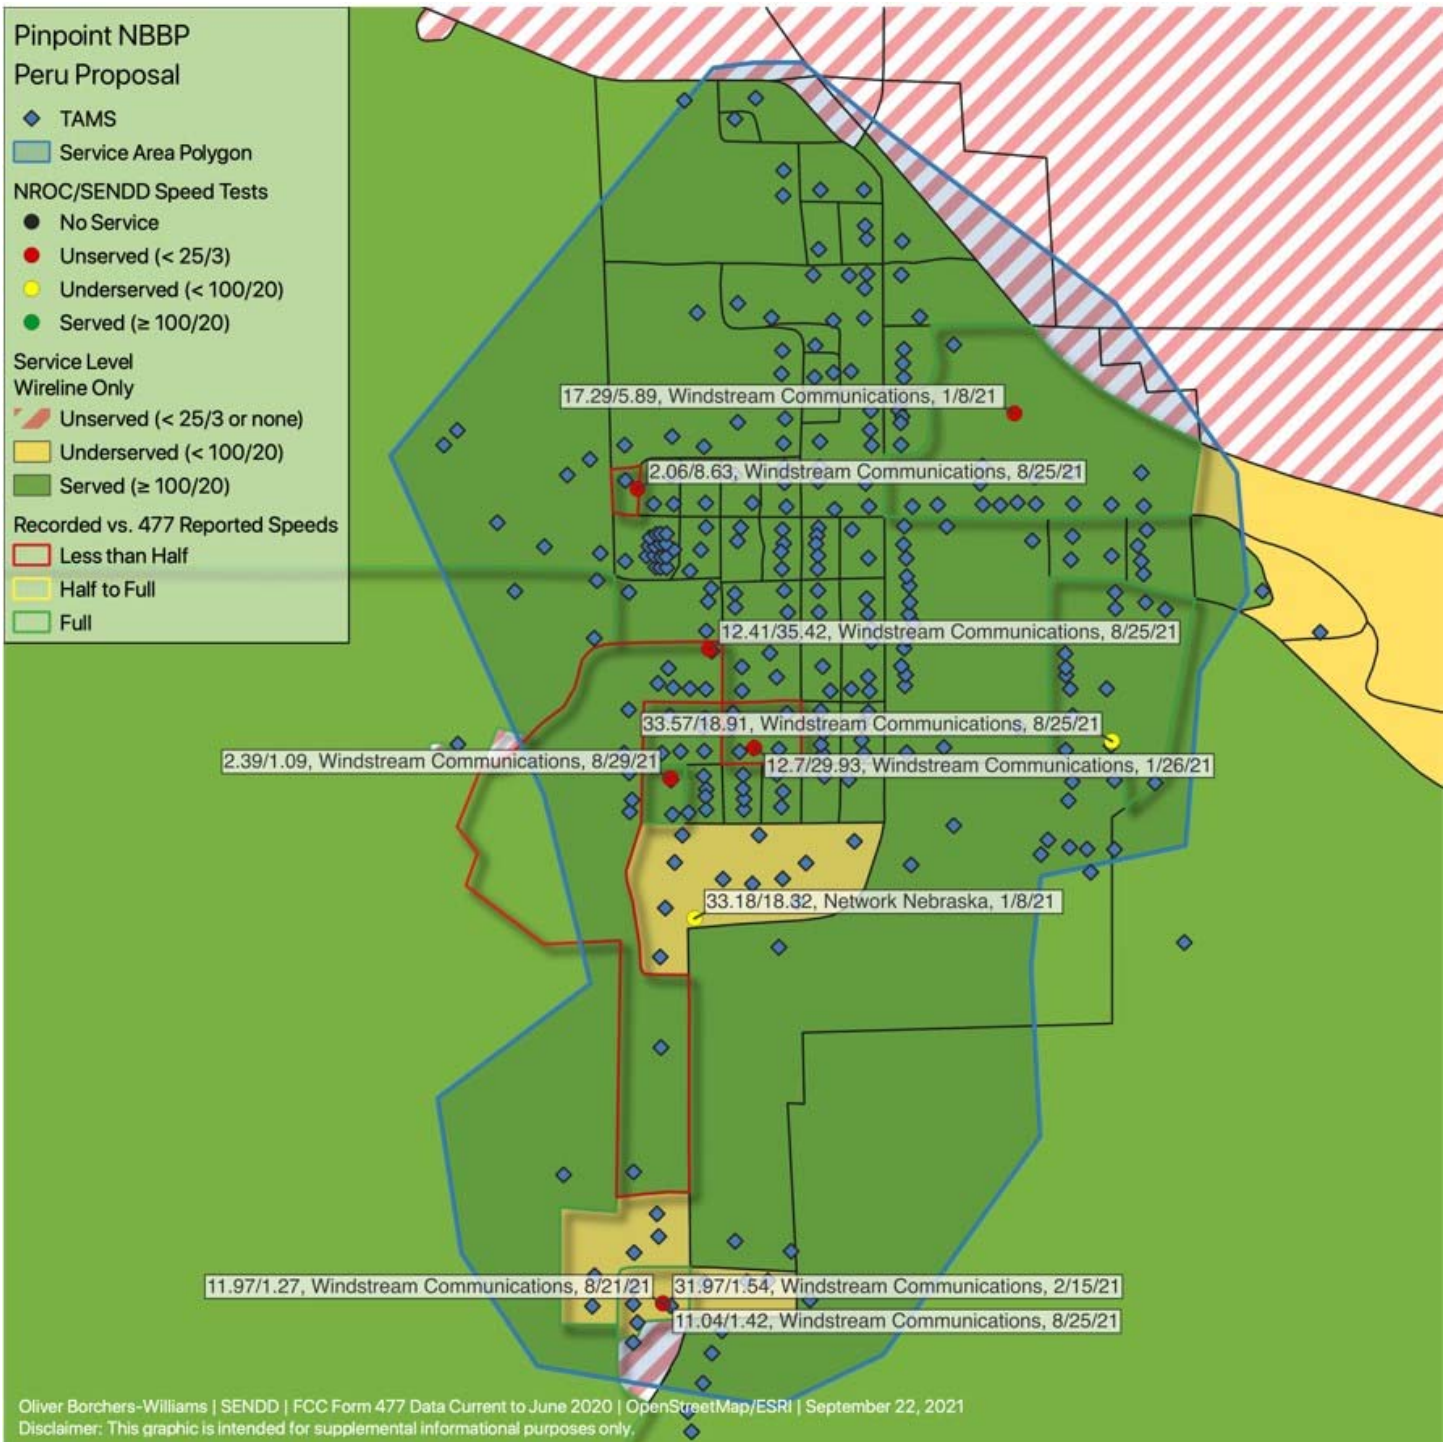 Pinpoint NBBP
Peru Proposal
TAMS
Service Area Polygon
NROC/SENDD Speed Tests
No Service
Unserved (< 25/3)
Underserved (< 100/20)
Served (≥ 100/20)
Service Level
Wireline Only
Unserved (< 25/3 or none)
Underserved (< 100/20)
Served (≥ 100/20)
Recorded vs. 477 Reported Speeds
Less than Half
Half to Full
Full
17.29/5.89, Windstream Communications, 1/8/21
2.06/8.63, Windstream Communications, 8/25/21
12.41/35.42, Windstream Communications, 8/25/21
33.57/18.91, Windstream Communications, 8/25/21
2.39/1.09, Windstream Communications, 8/29/21
12.7/29.93, Windstream Communications, 1/26/21
33.18/18.32, Network Nebraska, 1/8/21
11.97/1.27, Windstream Communications, 8/21/21
31.97/1.54, Windstream Communications, 2/15/21
11.04/1.42, Windstream Communications, 8/25/21
Oliver Borchers-Williams | SENDD | FCC Form 477 Data Current to June 2020 | OpenStreetMap/ESRI | September 22, 2021
Disclaimer: This graphic is intended for supplemental informational purposes only.